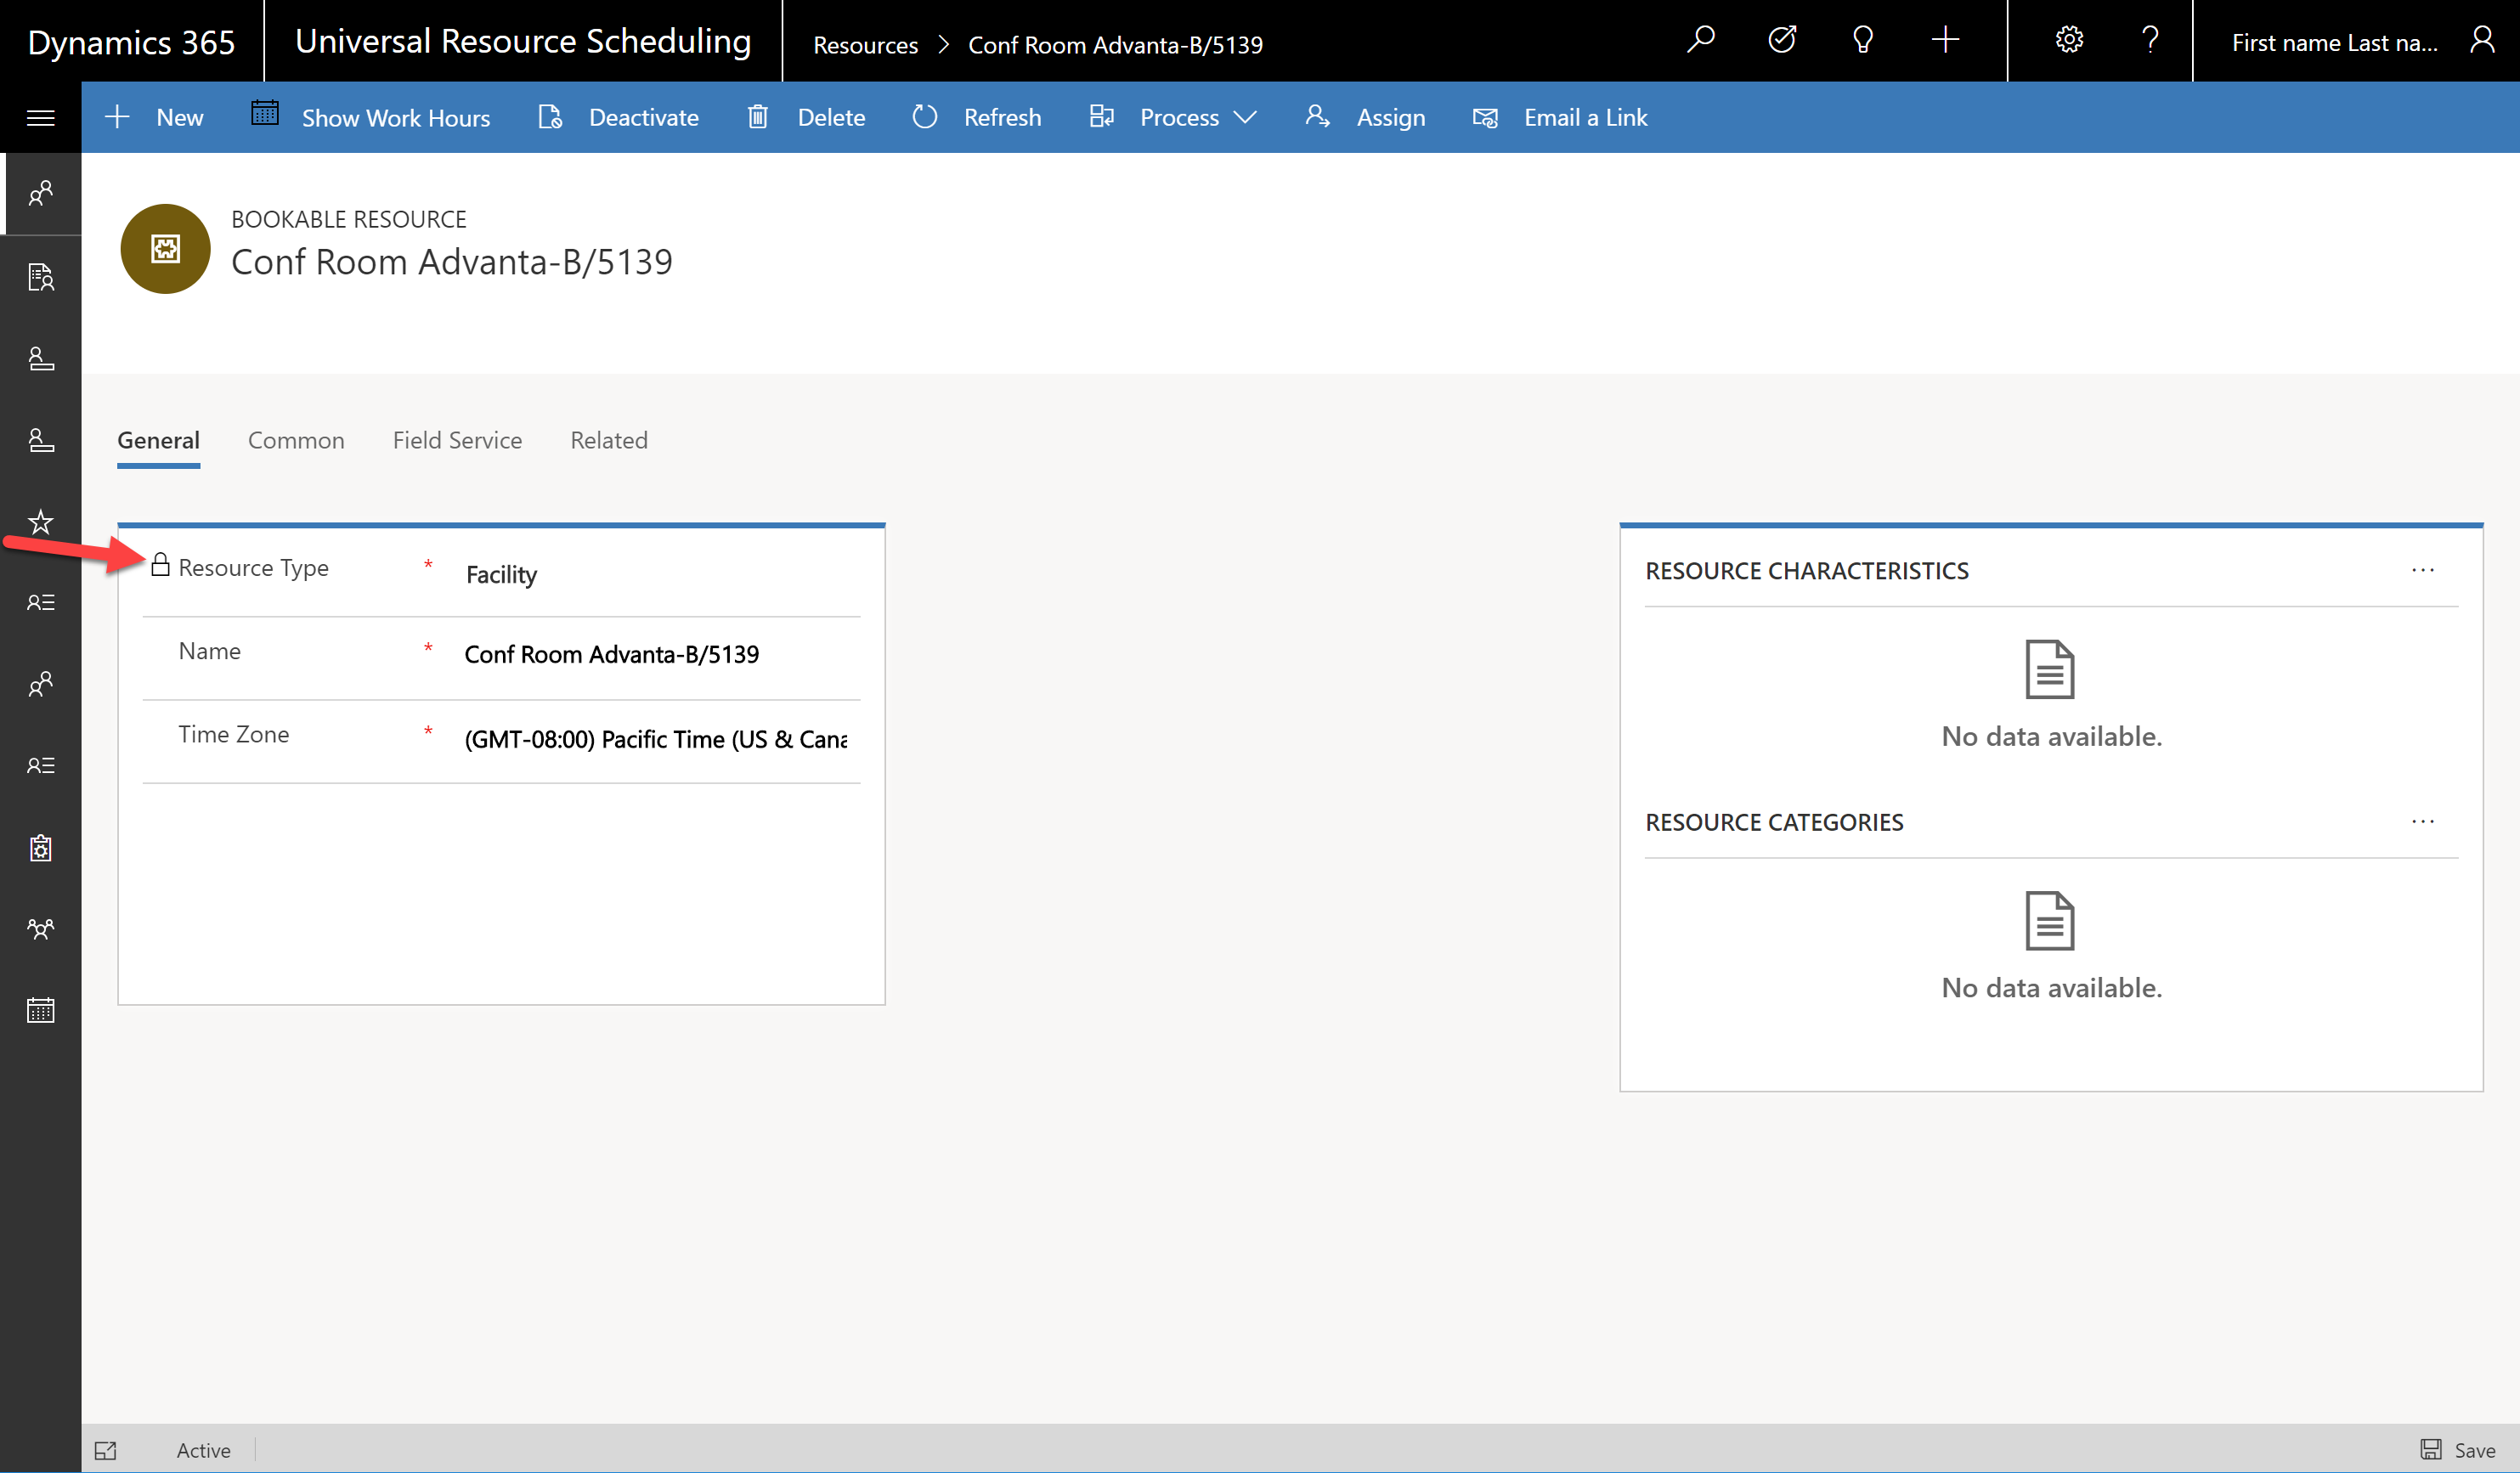 Dynamics 365
Universal Resource Scheduling
Resources > Conf Room Advanta-B/5139
First name Last na...
New
Show Work Hours
Deactivate
Delete
Refresh
Process
Assign
Email a Link
BOOKABLE RESOURCE
Conf Room Advanta-B/5139
General
Common
Field Service
Related
Resource Type * Facility
Name * Conf Room Advanta-B/5139
Time Zone * (GMT-08:00) Pacific Time (US & Cana
RESOURCE CHARACTERISTICS ...
No data available.
RESOURCE CATEGORIES ...
No data available.
Active
Save